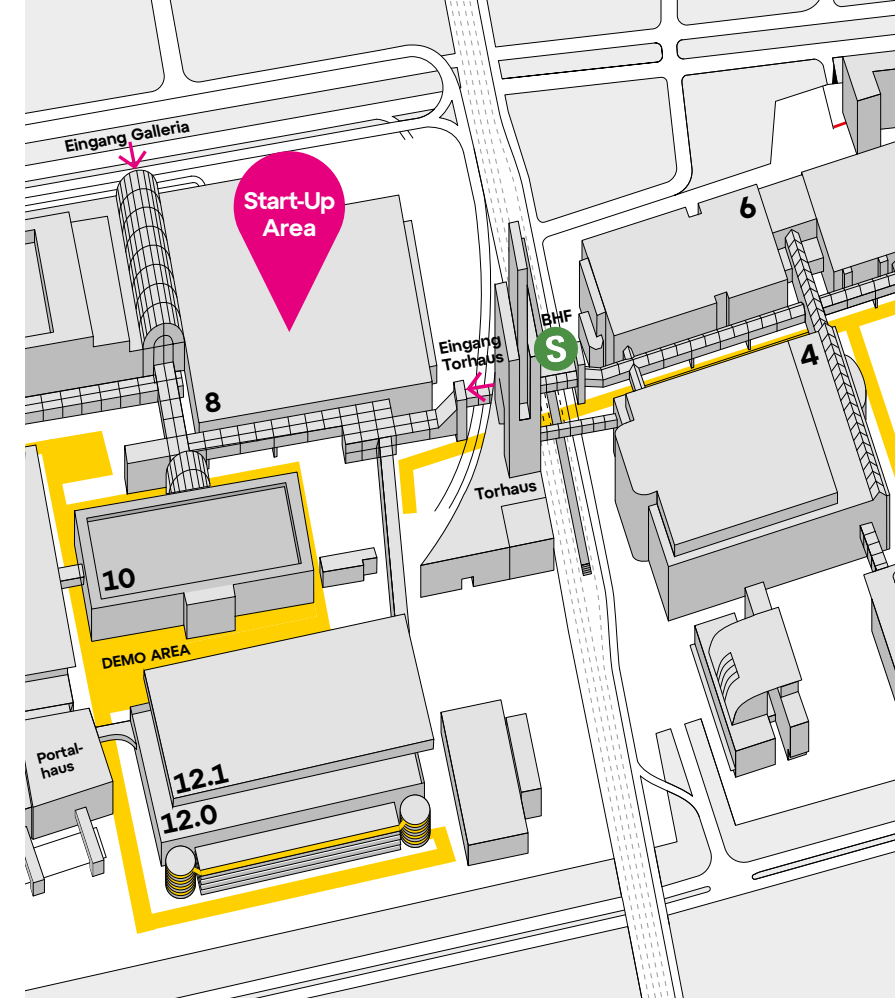 Eingang Galleria
Start-Up
Area
6
BHF
S
Eingang
Torhaus
4
8
Torhaus
10
DEMO AREA
Portal-
haus
12.1
12.0